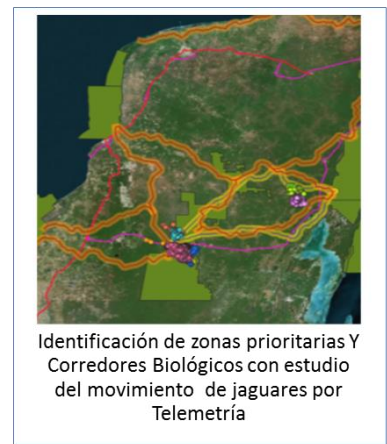 Identificación de zonas prioritarias Y
Corredores Biológicos con estudio
del movimiento de jaguares por
Telemetría